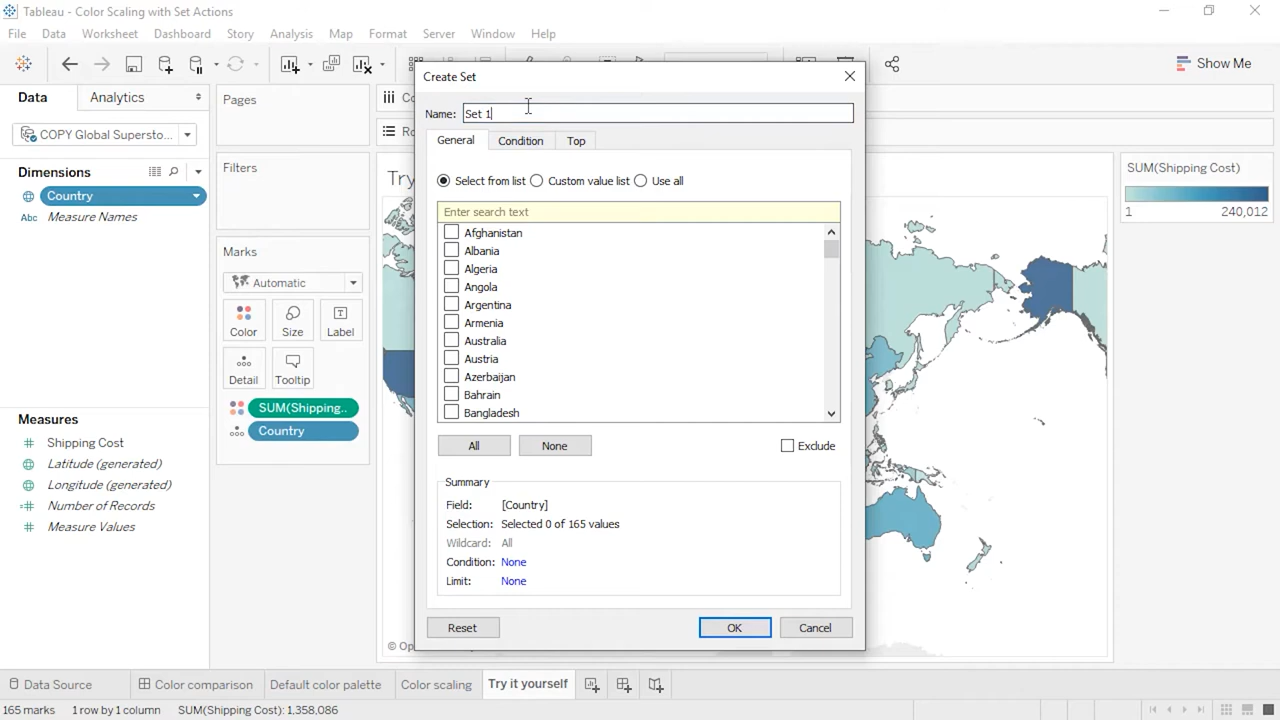 Tableau - Color Scaling with Set Actions
File Data Worksheet Dashboard Story Analysis Map Format Server Window Help
Show Me
Data Analytics
COPY Global Supersto...
Dimensions
Country
Abc Measure Names
Measures
Shipping Cost
Latitude (generated)
Longitude (generated)
Number of Records
Measure Values
Pages
Filters
Marks
Automatic
Color Size Label
Detail Tooltip
SUM(Shipping..
Country
Co
Ro
Try
Create Set
Name: Set 1
General Condition Top
Select from list Custom value list Use all
Enter search text
Afghanistan
Albania
Algeria
Angola
Argentina
Armenia
Australia
Austria
Azerbaijan
Bahrain
Bangladesh
All None Exclude
Summary
Field: [Country]
Selection: Selected 0 of 165 values
Wildcard: All
Condition: None
Limit: None
Reset OK Cancel
SUM(Shipping Cost)
1 240,012
© Op
Data Source Color comparison Default color palette Color scaling Try it yourself
165 marks 1 row by 1 column SUM(Shipping Cost): 1,358,086